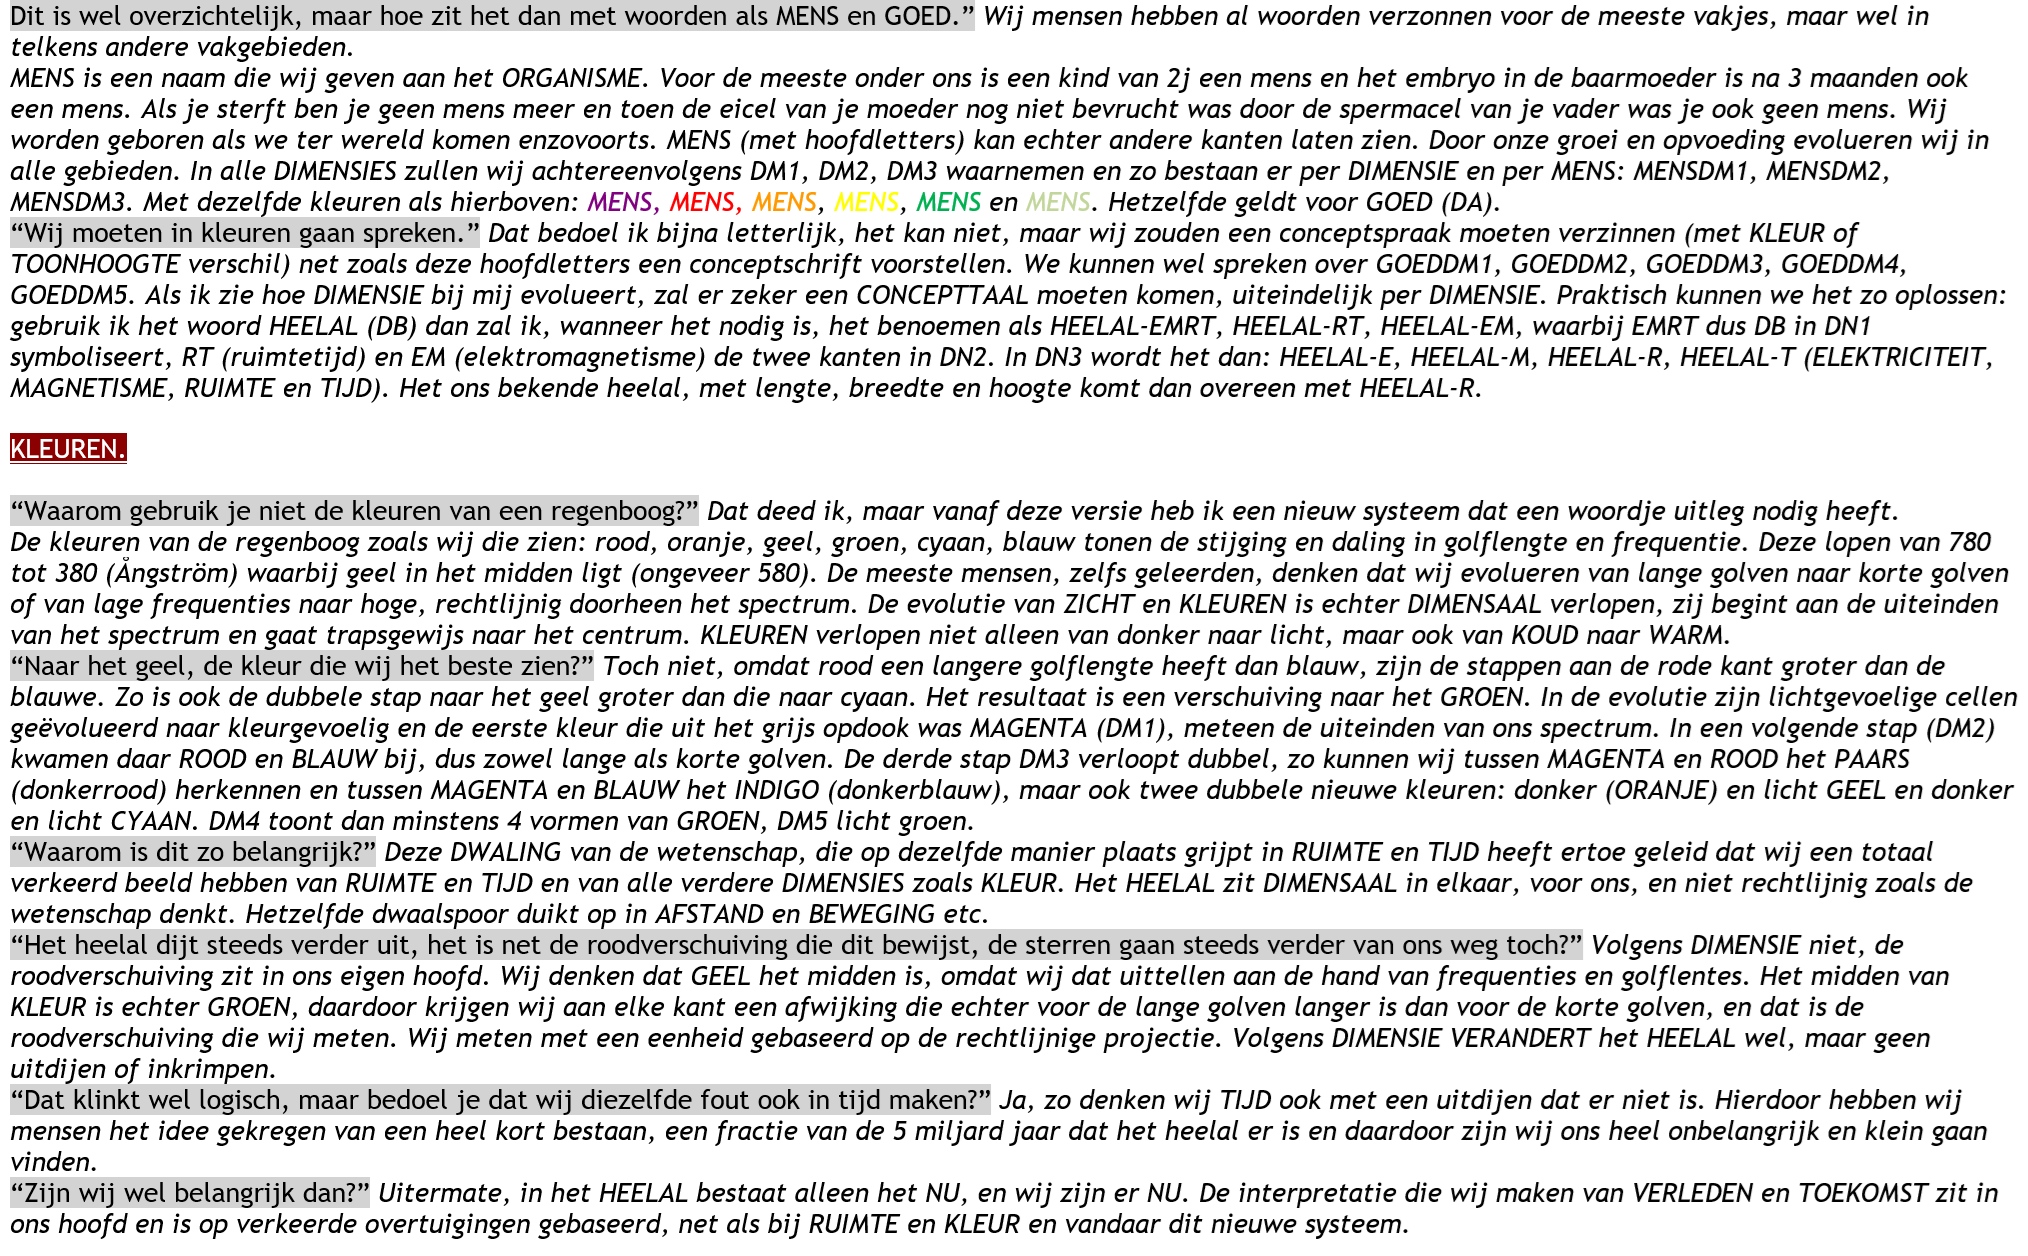 Dit is wel overzichtelijk, maar hoe zit het dan met woorden als MENS en GOED.” Wij mensen hebben al woorden verzonnen voor de meeste vakjes, maar wel in
telkens andere vakgebieden.
MENS is een naam die wij geven aan het ORGANISME. Voor de meeste onder ons is een kind van 2j een mens en het embryo in de baarmoeder is na 3 maanden ook
een mens. Als je sterft ben je geen mens meer en toen de eicel van je moeder nog niet bevrucht was door de spermacel van je vader was je ook geen mens. Wij
worden geboren als we ter wereld komen enzovoorts. MENS (met hoofdletters) kan echter andere kanten laten zien. Door onze groei en opvoeding evolueren wij in
alle gebieden. In alle DIMENSIES zullen wij achtereenvolgens DM1, DM2, DM3 waarnemen en zo bestaan er per DIMENSIE en per MENS: MENSDM1, MENSDM2,
MENSDM3. Met dezelfde kleuren als hierboven: MENS, MENS, MENS, MENS, MENS en MENS. Hetzelfde geldt voor GOED (DA).
“Wij moeten in kleuren gaan spreken.” Dat bedoel ik bijna letterlijk, het kan niet, maar wij zouden een conceptspraak moeten verzinnen (met KLEUR of
TOONHOOGTE verschil) net zoals deze hoofdletters een conceptschrift voorstellen. We kunnen wel spreken over GOEDDM1, GOEDDM2, GOEDDM3, GOEDDM4,
GOEDDM5. Als ik zie hoe DIMENSIE bij mij evolueert, zal er zeker een CONCEPTTAAL moeten komen, uiteindelijk per DIMENSIE. Praktisch kunnen we het zo oplossen:
gebruik ik het woord HEELAL (DB) dan zal ik, wanneer het nodig is, het benoemen als HEELAL-EMRT, HEELAL-RT, HEELAL-EM, waarbij EMRT dus DB in DN1
symboliseert, RT (ruimtetijd) en EM (elektromagnetisme) de twee kanten in DN2. In DN3 wordt het dan: HEELAL-E, HEELAL-M, HEELAL-R, HEELAL-T (ELEKTRICITEIT,
MAGNETISME, RUIMTE en TIJD). Het ons bekende heelal, met lengte, breedte en hoogte komt dan overeen met HEELAL-R.
KLEUREN.
“Waarom gebruik je niet de kleuren van een regenboog?” Dat deed ik, maar vanaf deze versie heb ik een nieuw systeem dat een woordje uitleg nodig heeft.
De kleuren van de regenboog zoals wij die zien: rood, oranje, geel, groen, cyaan, blauw tonen de stijging en daling in golflengte en frequentie. Deze lopen van 780
tot 380 (Ångström) waarbij geel in het midden ligt (ongeveer 580). De meeste mensen, zelfs geleerden, denken dat wij evolueren van lange golven naar korte golven
of van lage frequenties naar hoge, rechtlijnig doorheen het spectrum. De evolutie van ZICHT en KLEUREN is echter DIMENSAAL verlopen, zij begint aan de uiteinden
van het spectrum en gaat trapsgewijs naar het centrum. KLEUREN verlopen niet alleen van donker naar licht, maar ook van KOUD naar WARM.
“Naar het geel, de kleur die wij het beste zien?” Toch niet, omdat rood een langere golflengte heeft dan blauw, zijn de stappen aan de rode kant groter dan de
blauwe. Zo is ook de dubbele stap naar het geel groter dan die naar cyaan. Het resultaat is een verschuiving naar het GROEN. In de evolutie zijn lichtgevoelige cellen
geëvolueerd naar kleurgevoelig en de eerste kleur die uit het grijs opdook was MAGENTA (DM1), meteen de uiteinden van ons spectrum. In een volgende stap (DM2)
kwamen daar ROOD en BLAUW bij, dus zowel lange als korte golven. De derde stap DM3 verloopt dubbel, zo kunnen wij tussen MAGENTA en ROOD het PAARS
(donkerrood) herkennen en tussen MAGENTA en BLAUW het INDIGO (donkerblauw), maar ook twee dubbele nieuwe kleuren: donker (ORANJE) en licht GEEL en donker
en licht CYAAN. DM4 toont dan minstens 4 vormen van GROEN, DM5 licht groen.
“Waarom is dit zo belangrijk?” Deze DWALING van de wetenschap, die op dezelfde manier plaats grijpt in RUIMTE en TIJD heeft ertoe geleid dat wij een totaal
verkeerd beeld hebben van RUIMTE en TIJD en van alle verdere DIMENSIES zoals KLEUR. Het HEELAL zit DIMENSAAL in elkaar, voor ons, en niet rechtlijnig zoals de
wetenschap denkt. Hetzelfde dwaalspoor duikt op in AFSTAND en BEWEGING etc.
“Het heelal dijt steeds verder uit, het is net de roodverschuiving die dit bewijst, de sterren gaan steeds verder van ons weg toch?” Volgens DIMENSIE niet, de
roodverschuiving zit in ons eigen hoofd. Wij denken dat GEEL het midden is, omdat wij dat uittellen aan de hand van frequenties en golflentes. Het midden van
KLEUR is echter GROEN, daardoor krijgen wij aan elke kant een afwijking die echter voor de lange golven langer is dan voor de korte golven, en dat is de
roodverschuiving die wij meten. Wij meten met een eenheid gebaseerd op de rechtlijnige projectie. Volgens DIMENSIE VERANDERT het HEELAL wel, maar geen
uitdijen of inkrimpen.
“Dat klinkt wel logisch, maar bedoel je dat wij diezelfde fout ook in tijd maken?” Ja, zo denken wij TIJD ook met een uitdijen dat er niet is. Hierdoor hebben wij
mensen het idee gekregen van een heel kort bestaan, een fractie van de 5 miljard jaar dat het heelal er is en daardoor zijn wij ons heel onbelangrijk en klein gaan
vinden.
“Zijn wij wel belangrijk dan?” Uitermate, in het HEELAL bestaat alleen het NU, en wij zijn er NU. De interpretatie die wij maken van VERLEDEN en TOEKOMST zit in
ons hoofd en is op verkeerde overtuigingen gebaseerd, net als bij RUIMTE en KLEUR en vandaar dit nieuwe systeem.